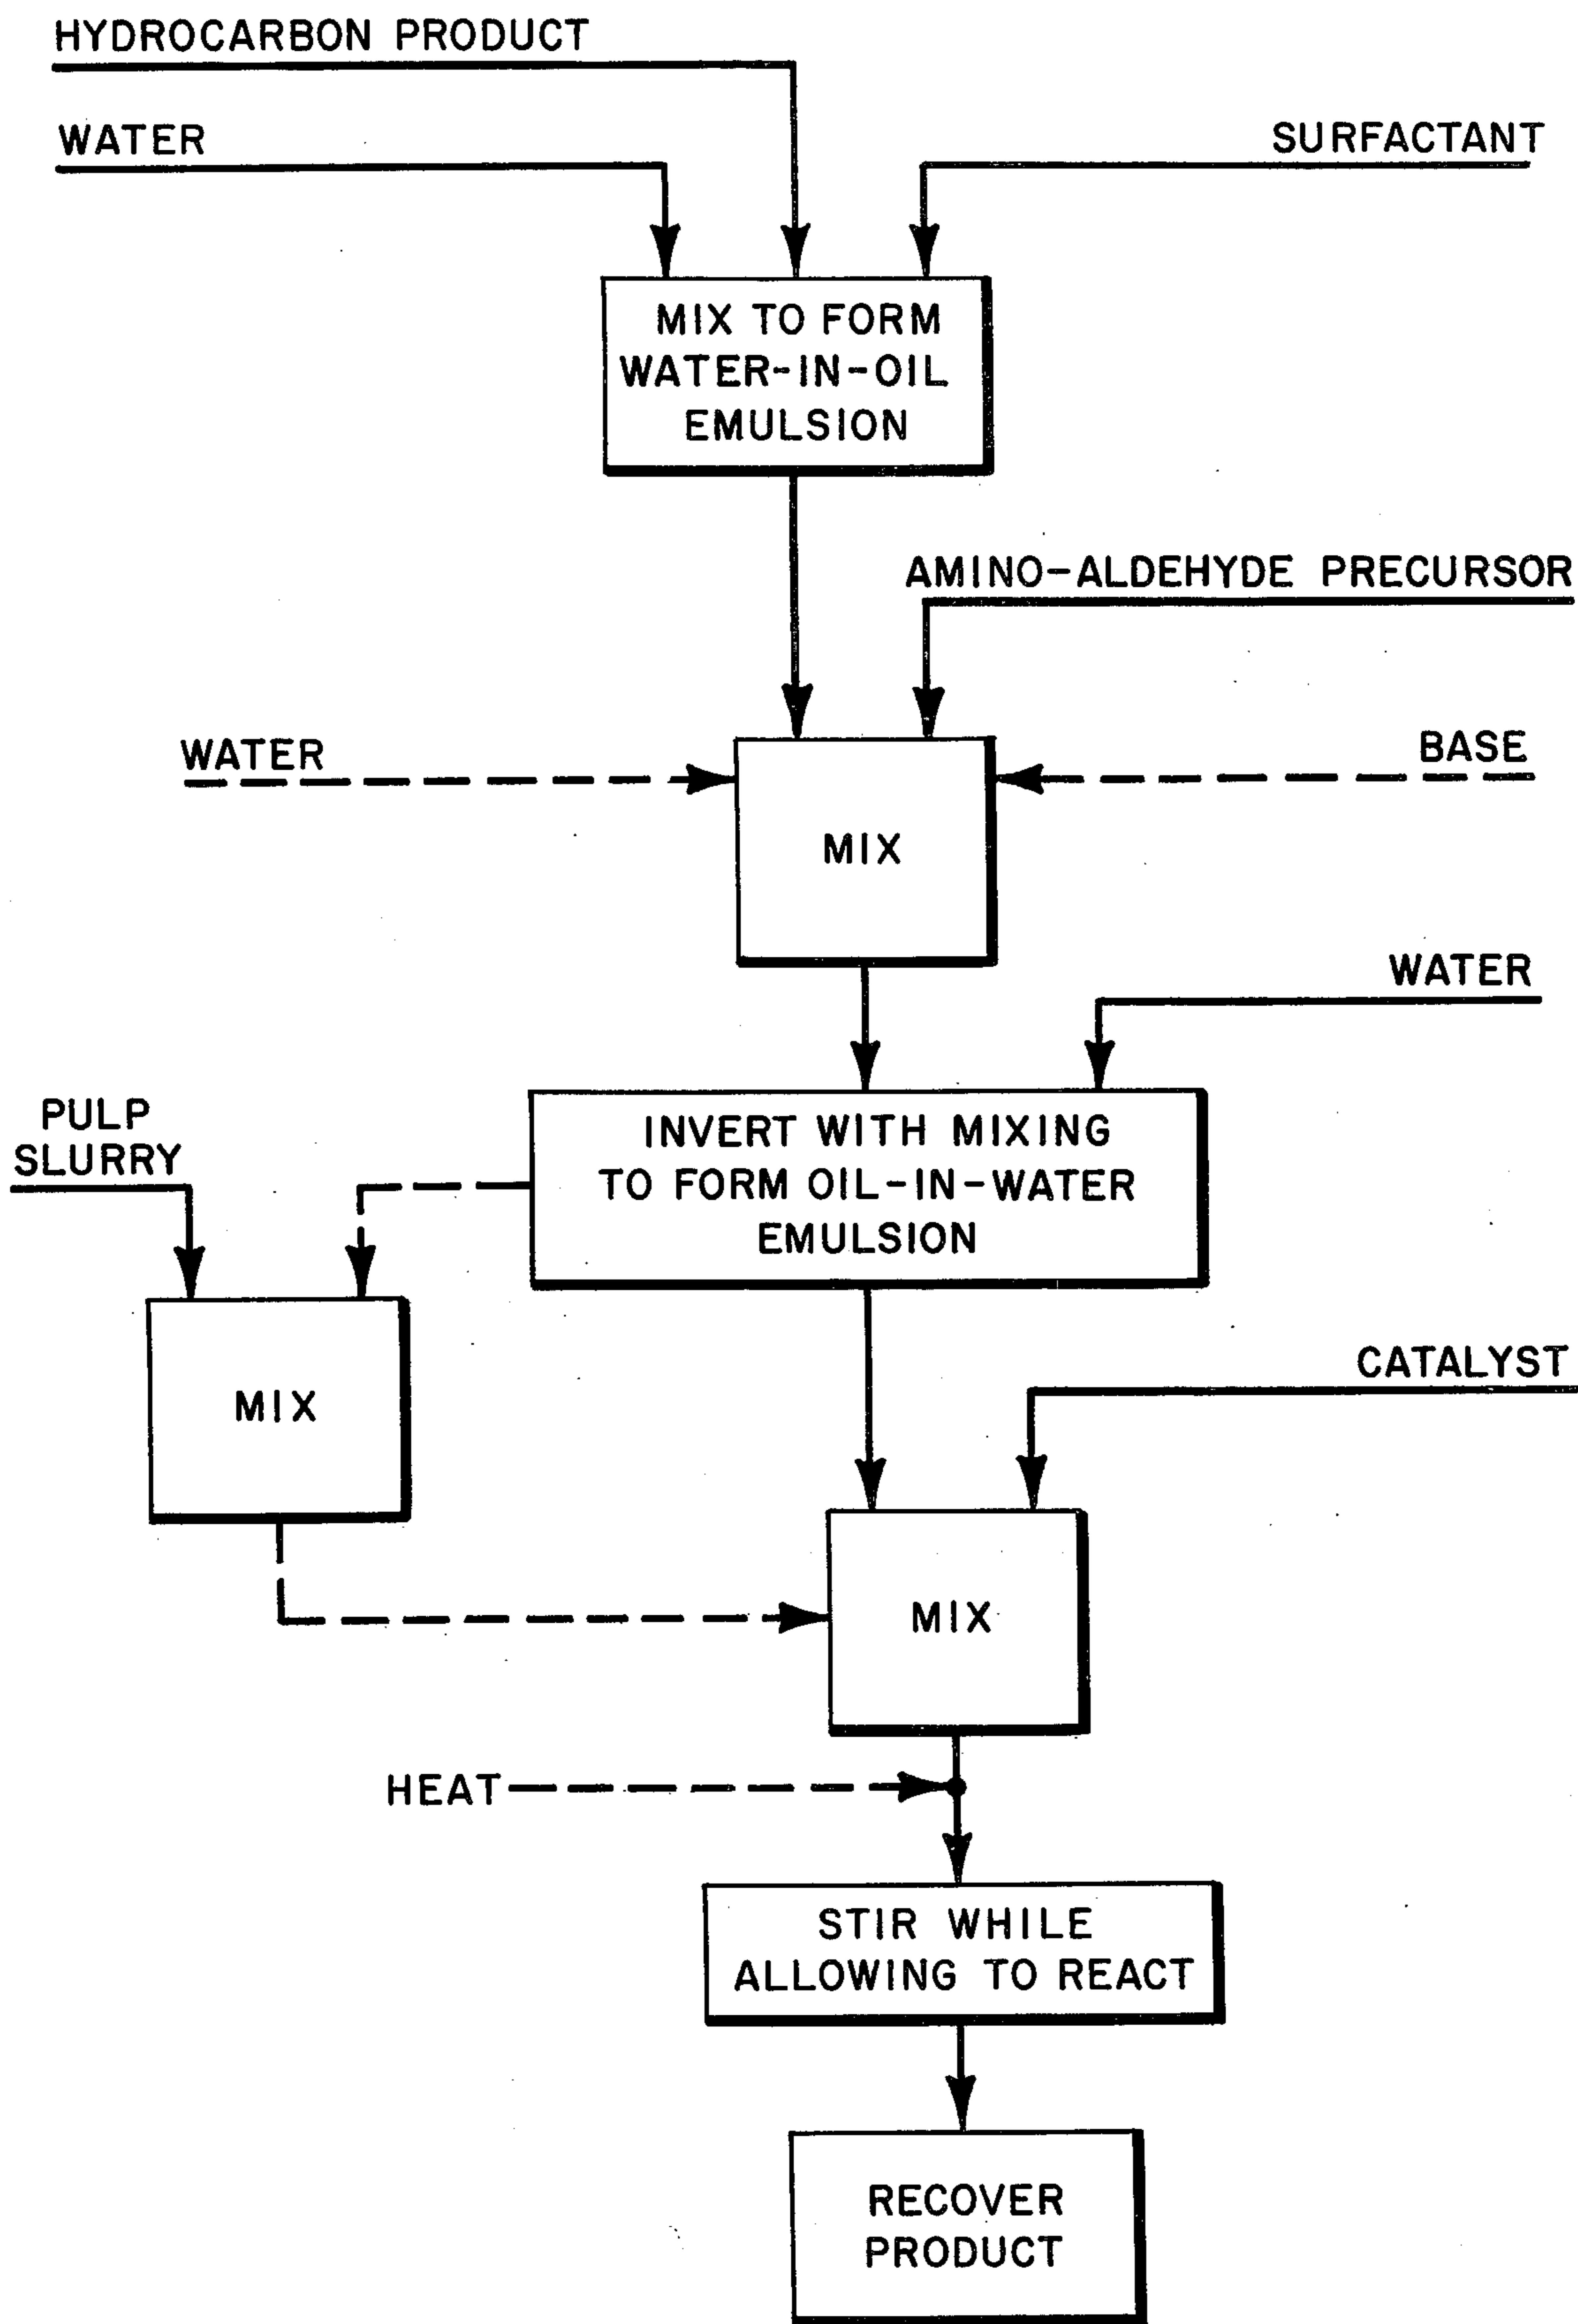 HYDROCARBON PRODUCT
WATER
SURFACTANT
MIX TO FORM
WATER-IN-OIL
EMULSION
AMINO-ALDEHYDE PRECURSOR
WATER
BASE
MIX
WATER
PULP
SLURRY
INVERT WITH MIXING
TO FORM OIL-IN-WATER
EMULSION
MIX
CATALYST
MIX
HEAT
STIR WHILE
ALLOWING TO REACT
RECOVER
PRODUCT